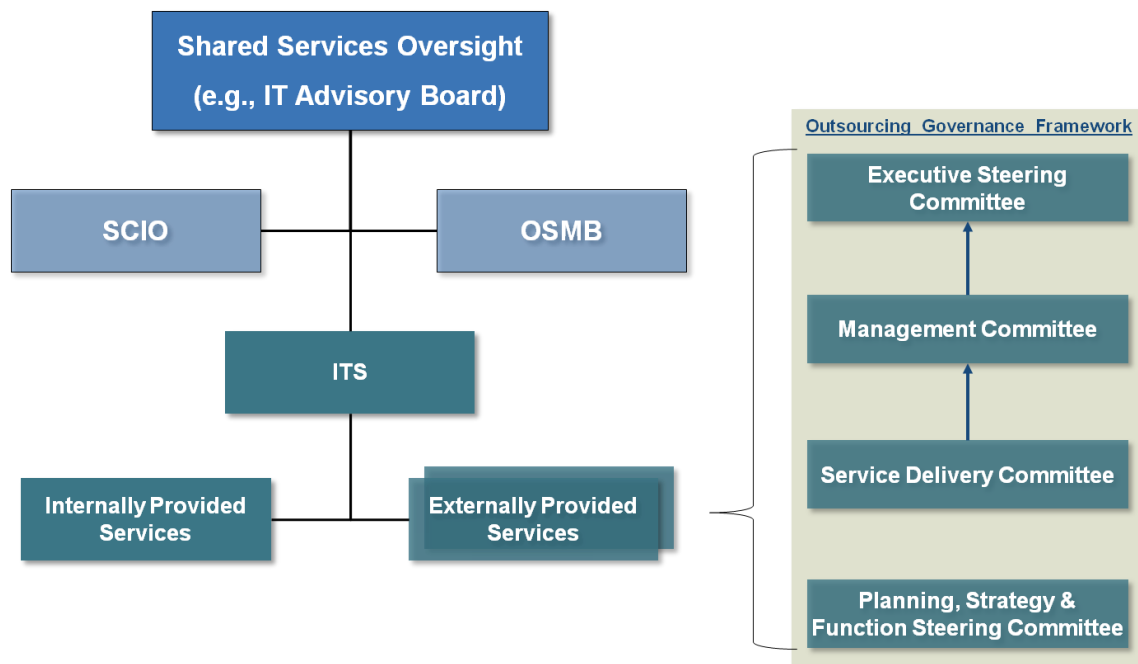 Shared Services Oversight
(e.g., IT Advisory Board)
SCIO
OSMB
ITS
Internally Provided
Services
Externally Provided
Services
Outsourcing Governance Framework
Executive Steering
Committee
Management Committee
Service Delivery Committee
Planning, Strategy &
Function Steering Committee